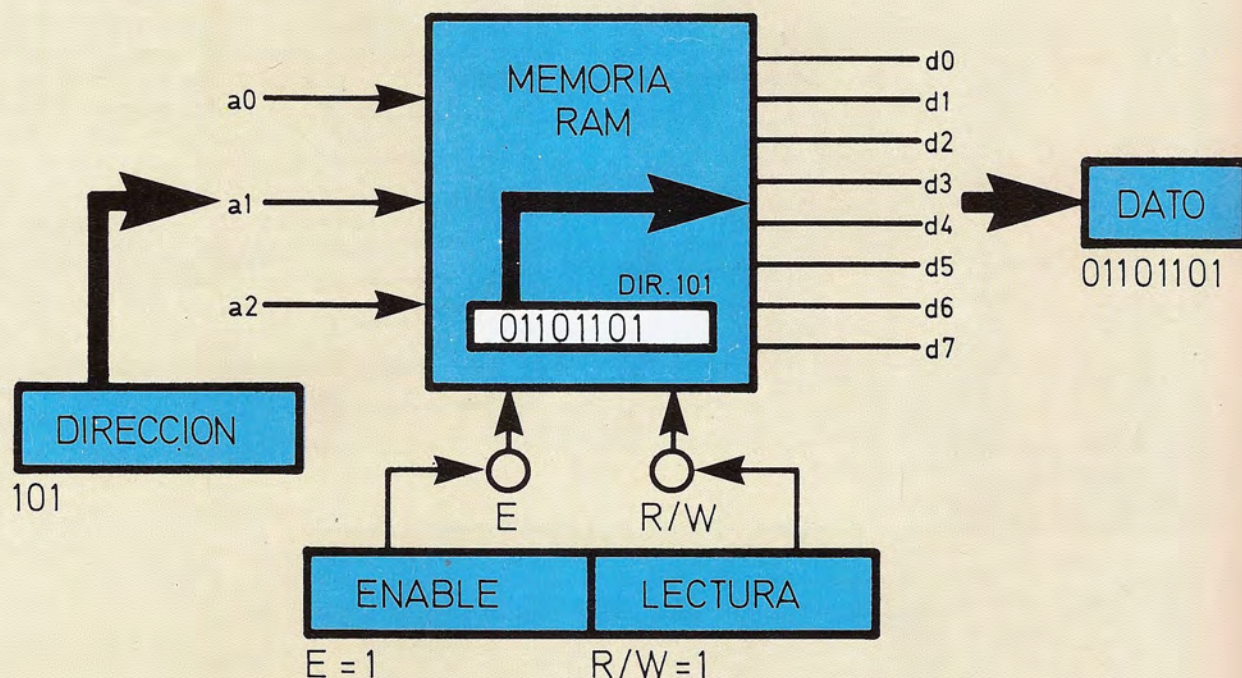 MEMORIA
RAM
a0
a1
a2
d0
d1
d2
d3
d4
d5
d6
d7
DIR.101
01101101
DATO
01101101
DIRECCION
101
E
R/W
ENABLE
LECTURA
E = 1
R/W=1